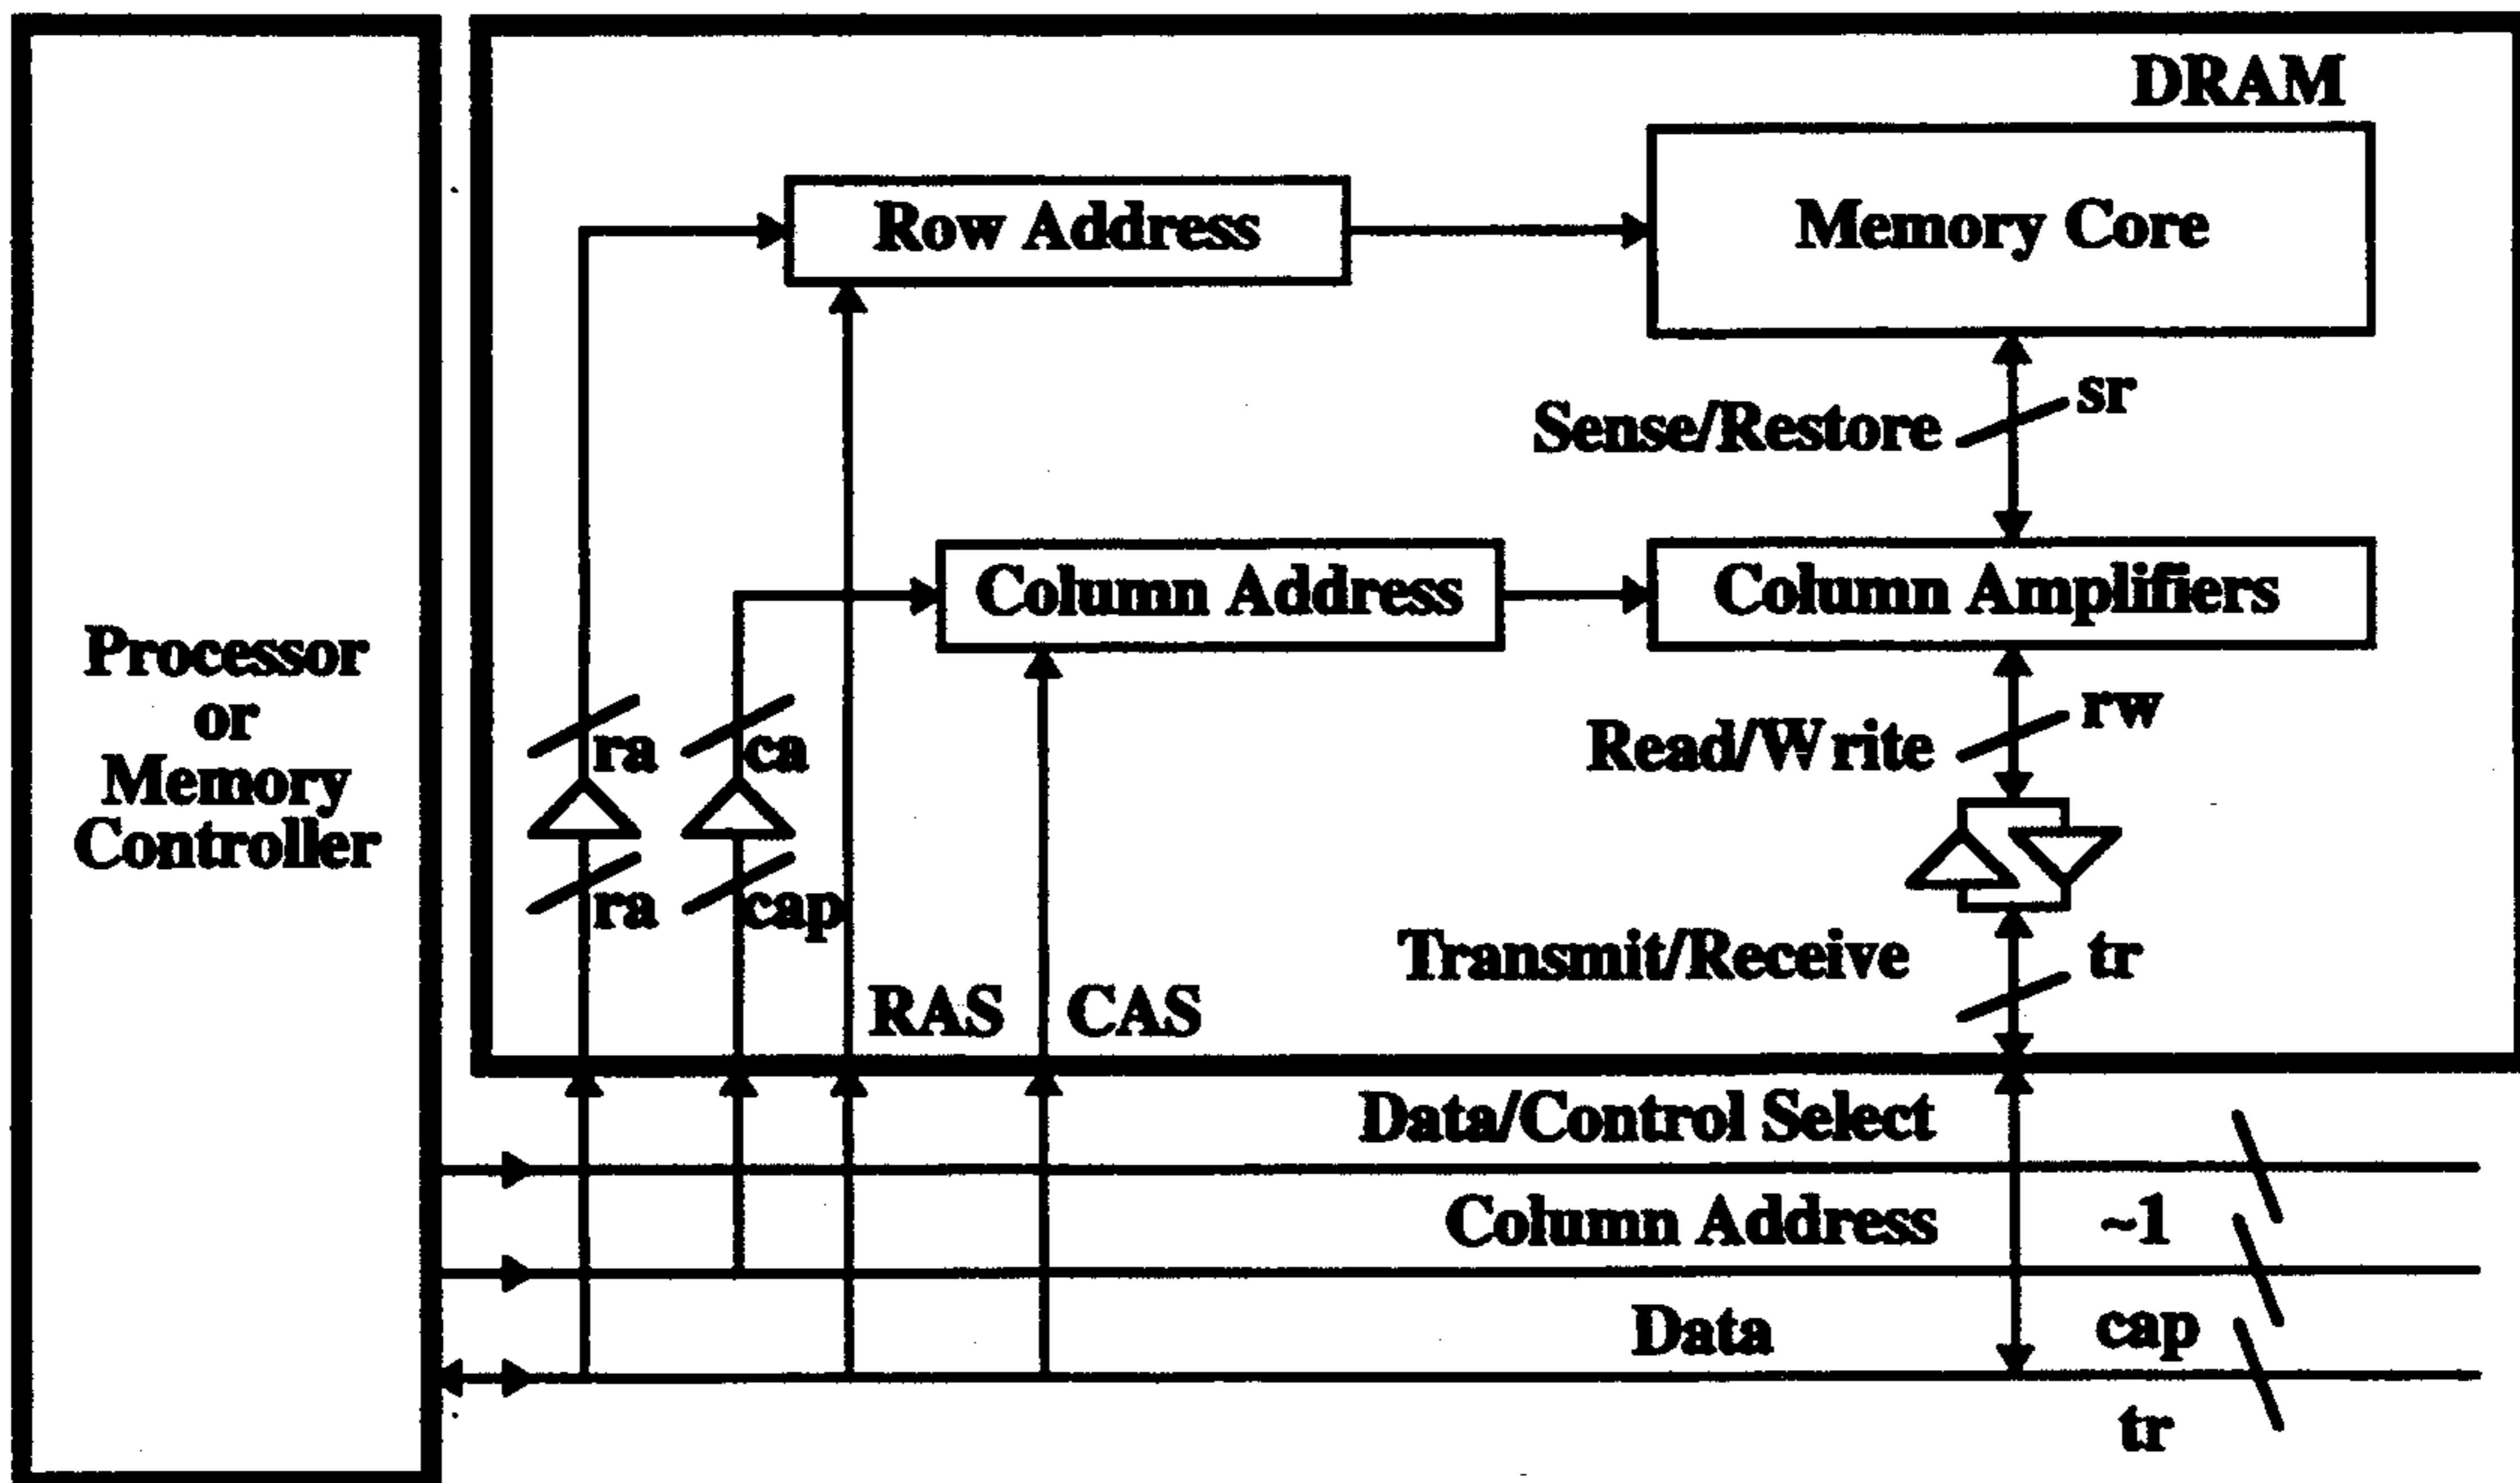 DRAM
Row Address
Memory Core
Sense/Restore
sr
Column Address
Column Amplifiers
Processor
or
Memory
Controller
ra
ca
Read/Write
rw
ra
cap
Transmit/Receive
tr
RAS
CAS
Data/Control Select
Column Address
~1
Data
cap
tr